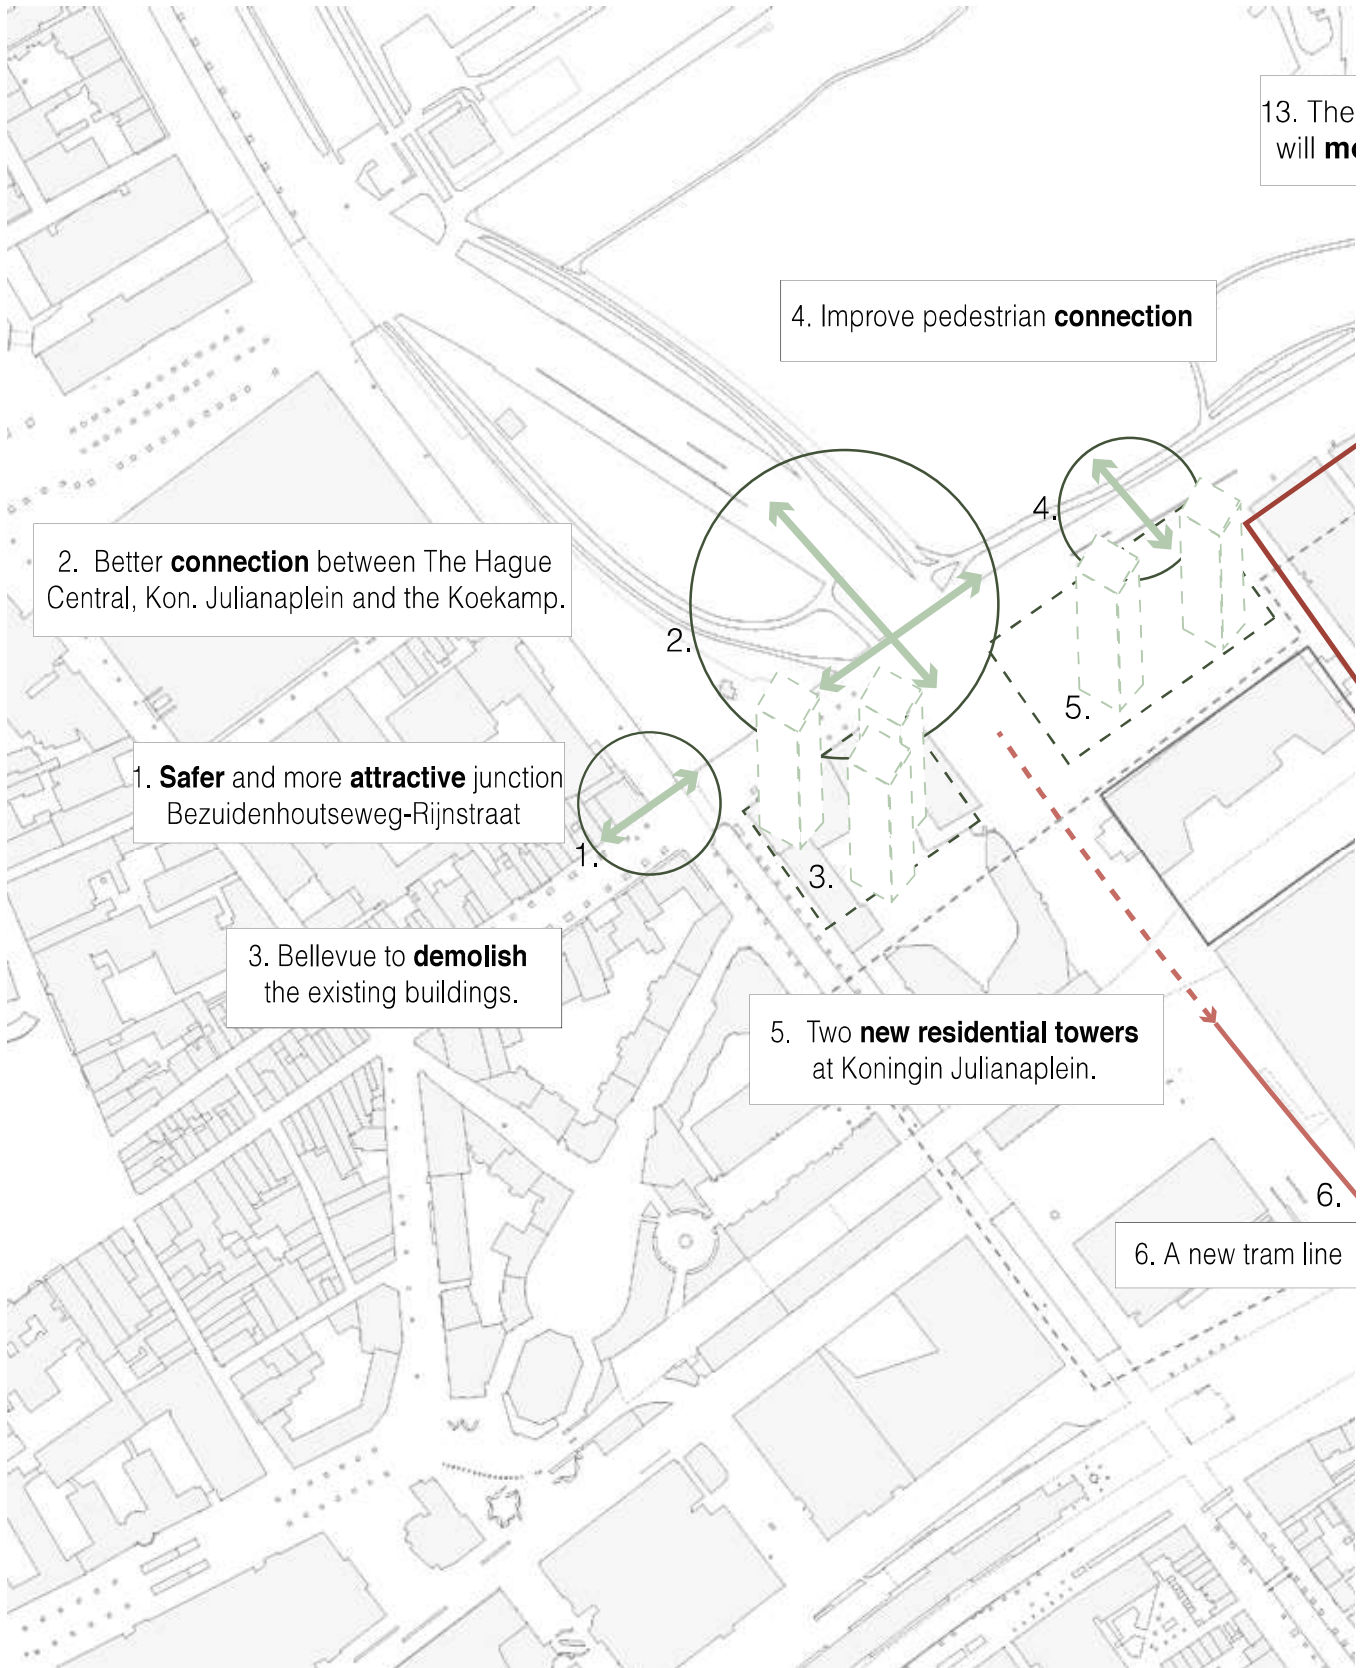 13. The
will
4. Improve pedestrian connection
4.
2. Better connection between The Hague
Central, Kon. Julianaplein and the Koekamp.
2.
5.
1. Safer and more attractive junction
Bezuidenhoutseweg-Rijnstraat
1.
3.
3. Bellevue to demolish
the existing buildings.
5. Two new residential towers
at Koningin Julianaplein.
6.
6. A new tram line